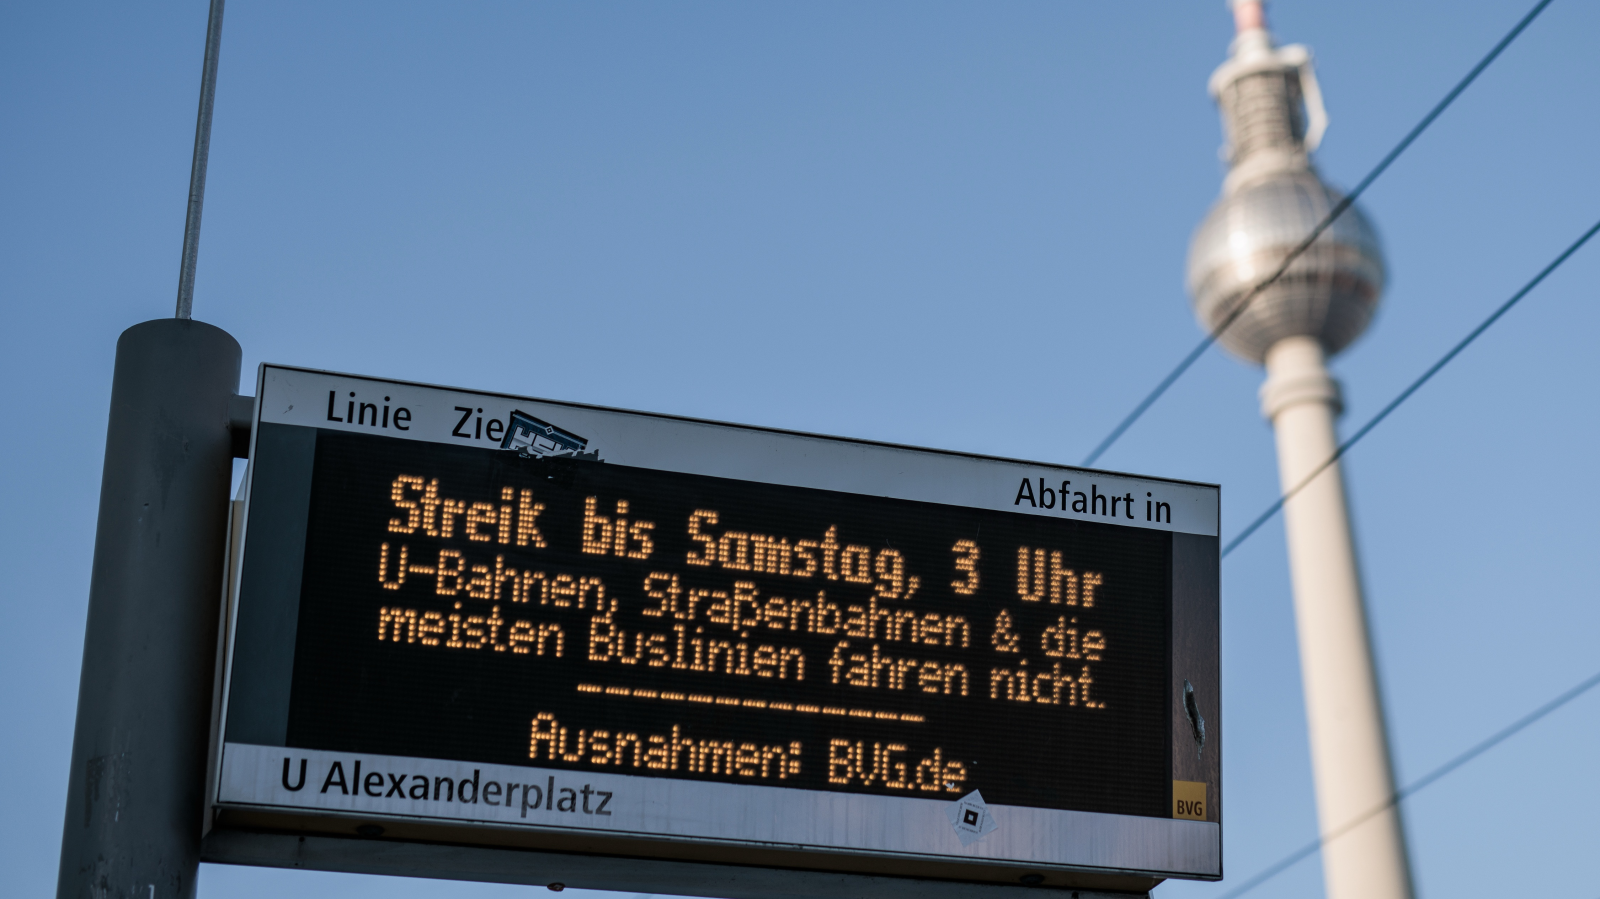 Linie Zie
Abfahrt in
Streik bis Samstag, 3 Uhr
U-Bahnen, Straßenbahnen & die
meisten Buslinien fahren nicht.
Ausnahmen: BVG.de
U Alexanderplatz
BVG